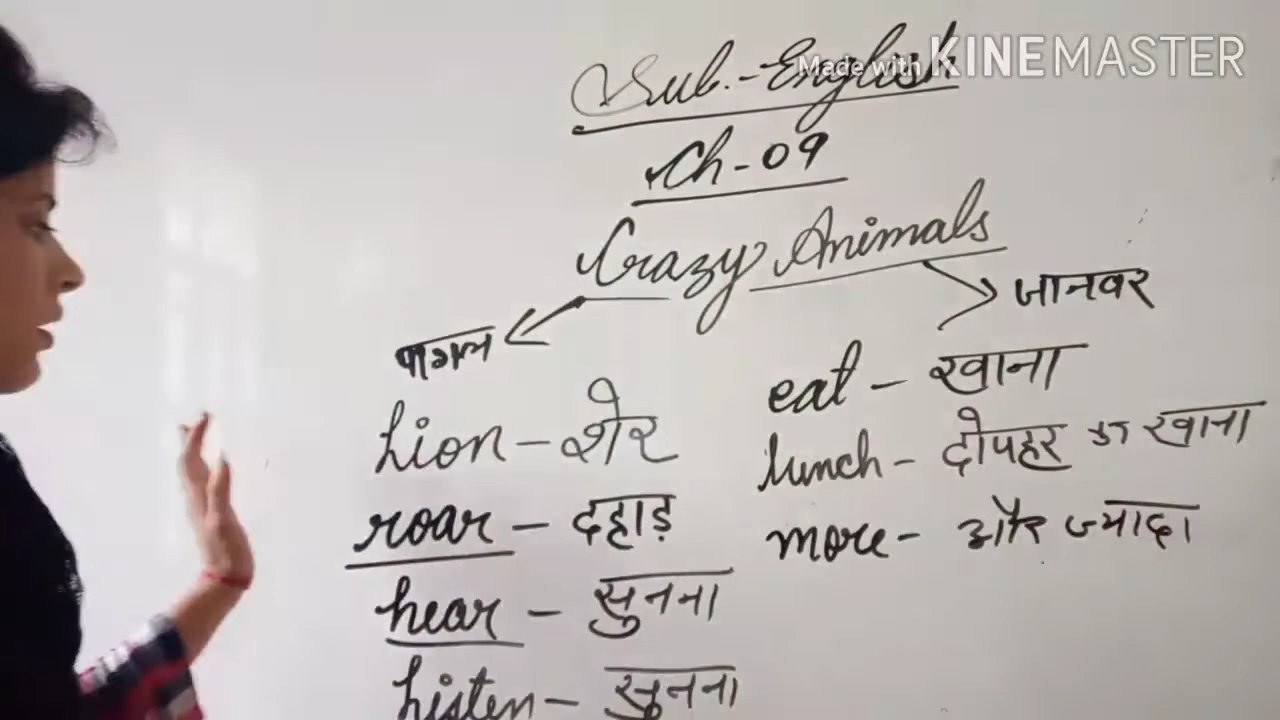 Sub.-English
Made with KINEMASTER
Ch-09
Crazy Animals
जानवर
पागल
Lion - शेर
roar - दहाड़
hear - सुनना
Listen - सुनना
eat - खाना
lunch - दोपहर का खाना
more - और ज्यादा